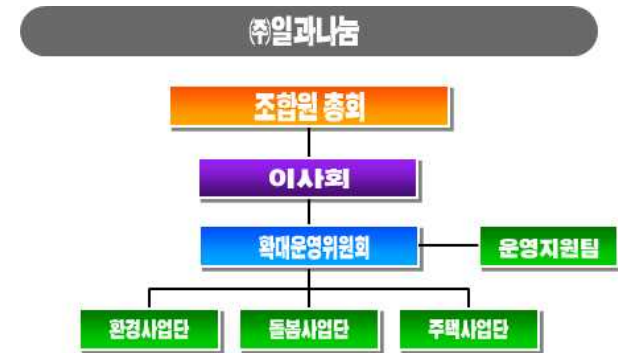 ㈜일과나눔
조합원 총회
이사회
확대운영위원회
운영지원팀
환경사업단
돌봄사업단
주택사업단